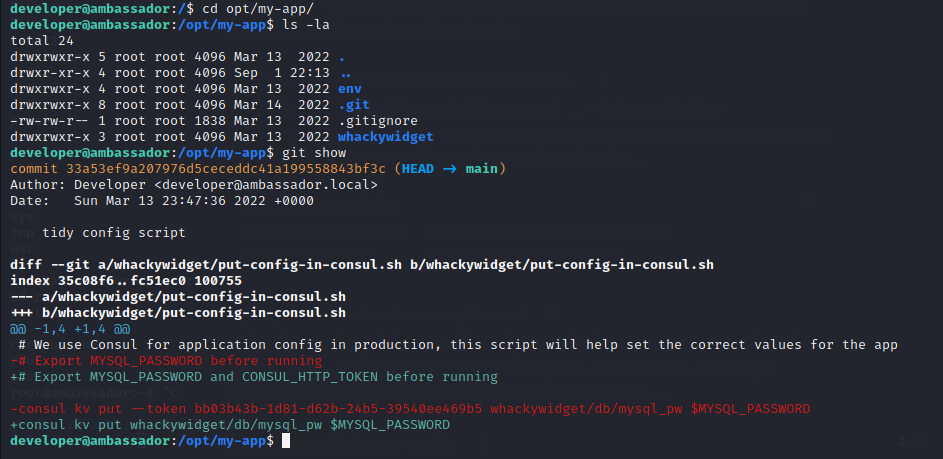 developer@ambassador:/$ cd opt/my-app/
developer@ambassador:/opt/my-app$ ls -la
total 24
drwxrwxr-x 5 root root 4096 Mar 13  2022 .
drwxr-xr-x 4 root root 4096 Sep  1 22:13 ..
drwxrwxr-x 4 root root 4096 Mar 13  2022 env
drwxrwxr-x 8 root root 4096 Mar 14  2022 .git
-rw-rw-r-- 1 root root 1838 Mar 13  2022 .gitignore
drwxrwxr-x 3 root root 4096 Mar 13  2022 whackywidget
developer@ambassador:/opt/my-app$ git show
commit 33a53ef9a207976d5ceceddc41a199558843bf3c (HEAD -> main)
Author: Developer <developer@ambassador.local>
Date:   Sun Mar 13 23:47:36 2022 +0000
sys
tmp tidy config script
usr
diff --git a/whackywidget/put-config-in-consul.sh b/whackywidget/put-config-in-consul.sh
index 35c08f6..fc51ec0 100755
--- a/whackywidget/put-config-in-consul.sh
+++ b/whackywidget/put-config-in-consul.sh
@@ -1,4 +1,4 @@
 # We use Consul for application config in production, this script will help set the correct values for the app
-# Export MYSQL_PASSWORD before running
+# Export MYSQL_PASSWORD and CONSUL_HTTP_TOKEN before running
root@ambassador:~# ^C
-consul kv put --token bb03b43b-1d81-d62b-24b5-39540ee469b5 whackywidget/db/mysql_pw $MYSQL_PASSWORD
+consul kv put whackywidget/db/mysql_pw $MYSQL_PASSWORD
developer@ambassador:/opt/my-app$